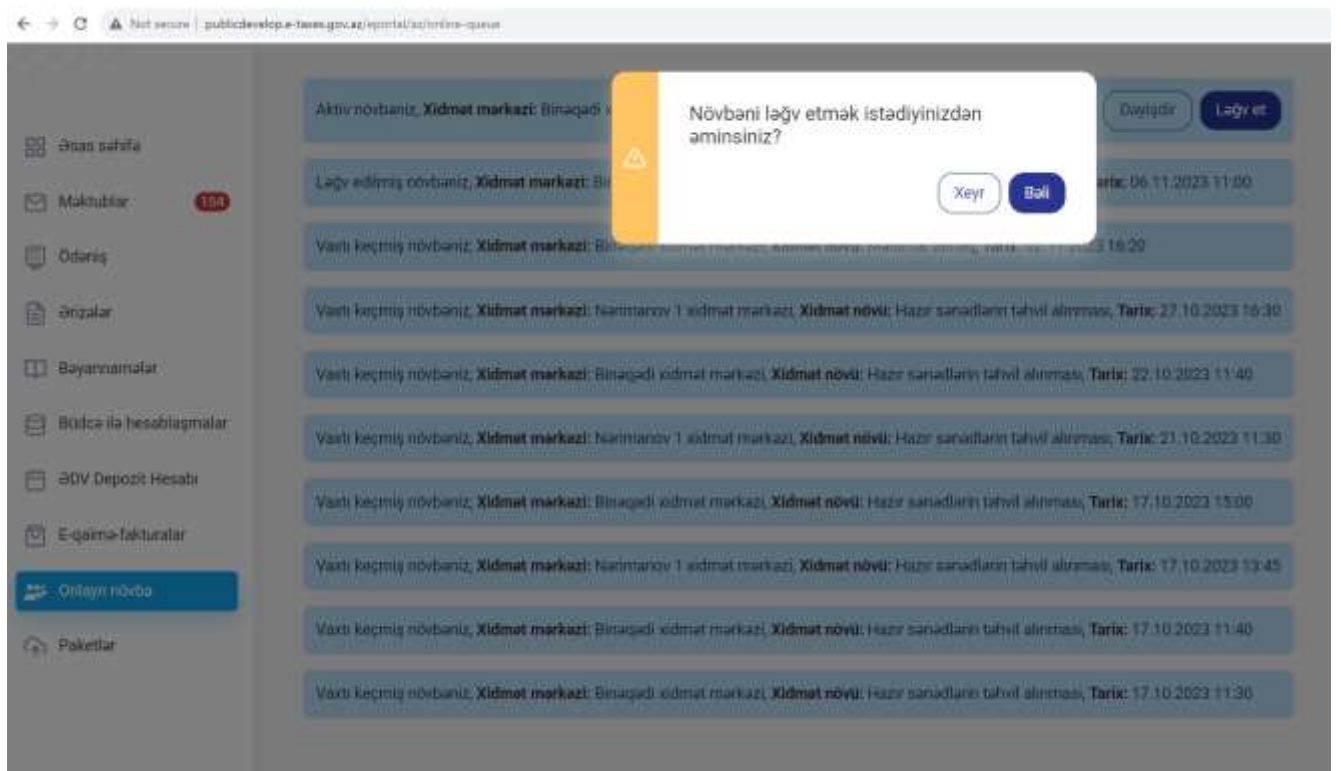 Not secure | publicdevelop.e-taxes.gov.az/eportal/az/online-queue
Əsas səhifə
Məktublar 154
Ödəniş
Ərizələr
Bəyannamələr
Büdcə ilə hesablaşmalar
ƏDV Depozit Hesabı
E-qaimə-fakturalar
Onlayn növbə
Paketlər
Növbəni ləğv etmək istədiyinizdən
əminsiniz?
Xeyr Bəli
Aktiv növbəniz, Xidmət mərkəzi: Binəqədi Dəyişdir Ləğv et
Ləğv edilmiş növbəniz, Xidmət mərkəzi: 06.11.2023 11:00
Vaxtı keçmiş növbəniz, Xidmət mərkəzi: 16:20
Vaxtı keçmiş növbəniz, Xidmət mərkəzi: Nərimanov 1 xidmət mərkəzi, Xidmət növü: Hazır sənədlərin təhvil alınması, Tarix: 27.10.2023 16:30
Vaxtı keçmiş növbəniz, Xidmət mərkəzi: Binəqədi xidmət mərkəzi, Xidmət növü: Hazır sənədlərin təhvil alınması, Tarix: 22.10.2023 11:40
Vaxtı keçmiş növbəniz, Xidmət mərkəzi: Nərimanov 1 xidmət mərkəzi, Xidmət növü: Hazır sənədlərin təhvil alınması, Tarix: 21.10.2023 11:30
Vaxtı keçmiş növbəniz, Xidmət mərkəzi: Binəqədi xidmət mərkəzi, Xidmət növü: Hazır sənədlərin təhvil alınması, Tarix: 17.10.2023 15:00
Vaxtı keçmiş növbəniz, Xidmət mərkəzi: Nərimanov 1 xidmət mərkəzi, Xidmət növü: Hazır sənədlərin təhvil alınması, Tarix: 17.10.2023 13:45
Vaxtı keçmiş növbəniz, Xidmət mərkəzi: Binəqədi xidmət mərkəzi, Xidmət növü: Hazır sənədlərin təhvil alınması, Tarix: 17.10.2023 11:40
Vaxtı keçmiş növbəniz, Xidmət mərkəzi: Binəqədi xidmət mərkəzi, Xidmət növü: Hazır sənədlərin təhvil alınması, Tarix: 17.10.2023 11:30